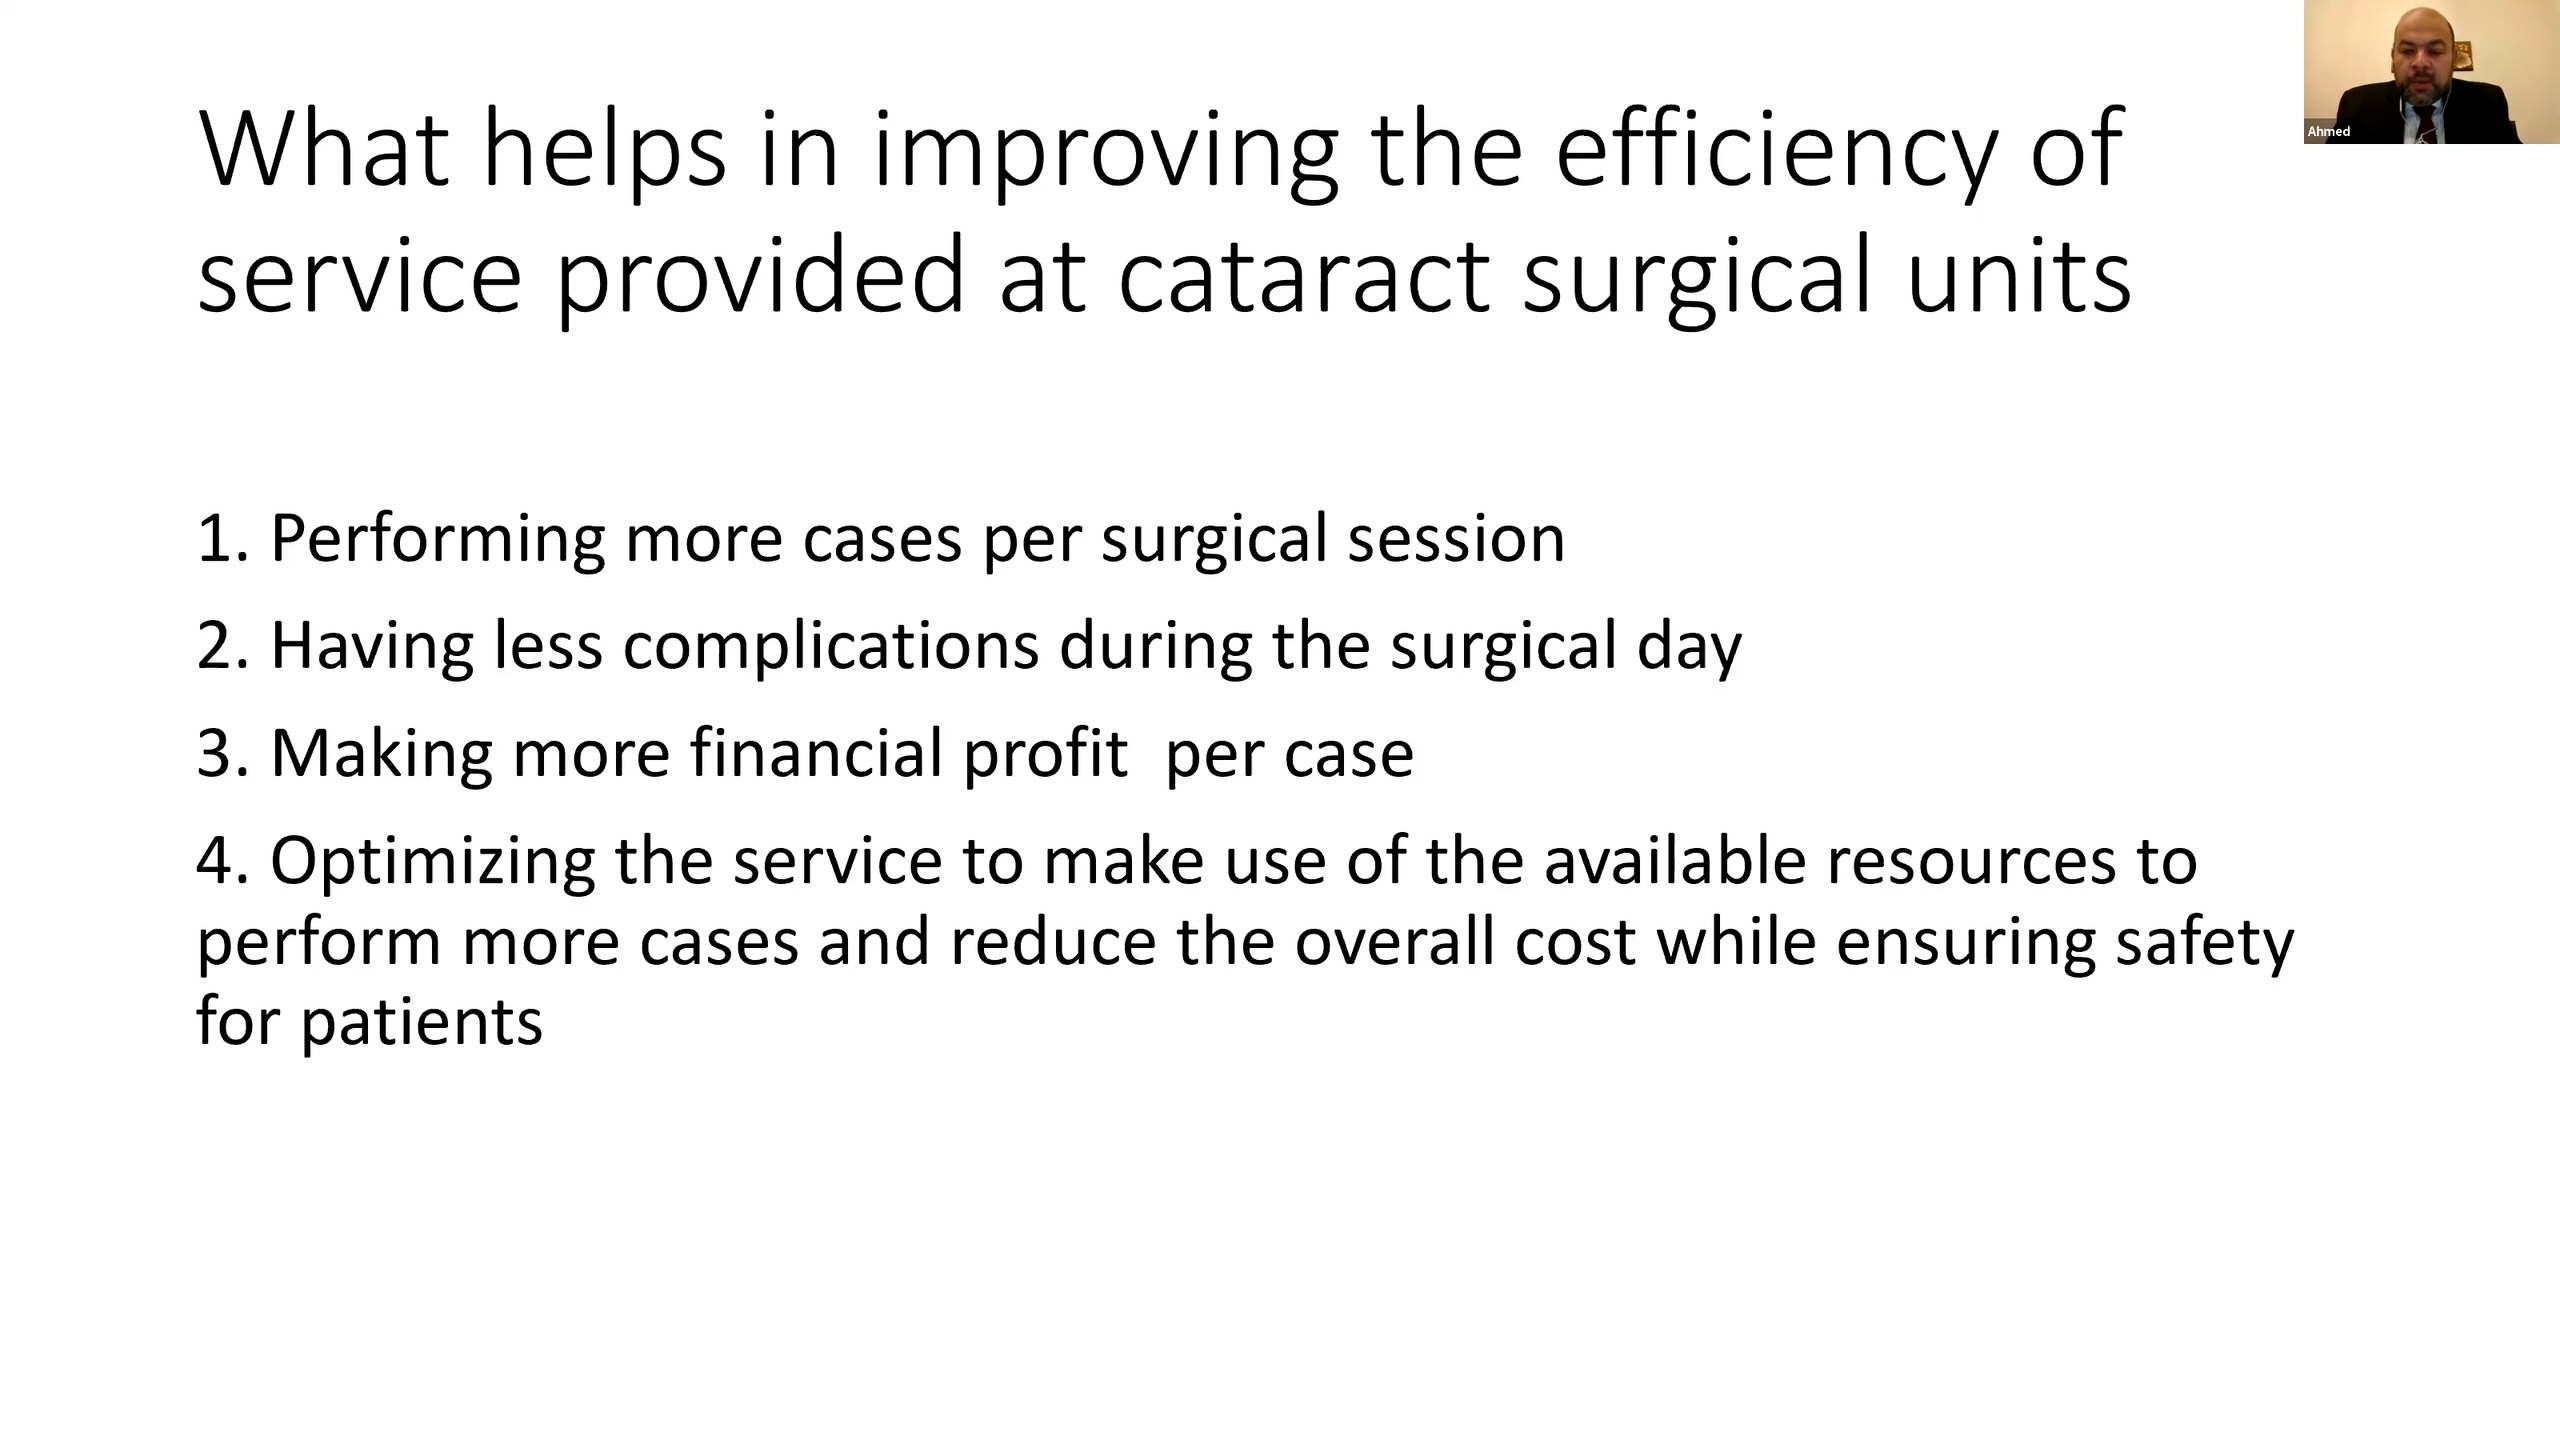 What helps in improving the efficiency of
service provided at cataract surgical units
Ahmed
1. Performing more cases per surgical session
2. Having less complications during the surgical day
3. Making more financial profit  per case
4. Optimizing the service to make use of the available resources to
perform more cases and reduce the overall cost while ensuring safety
for patients